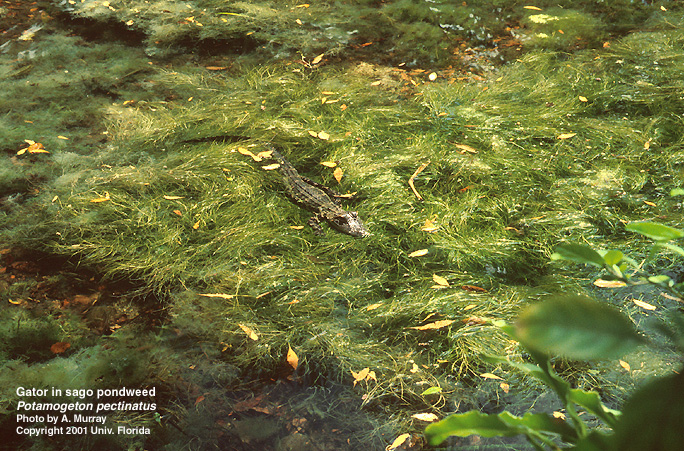 Gator in sago pondweed
Potamogeton pectinatus
Photo by A. Murray
Copyright 2001 Univ. Florida